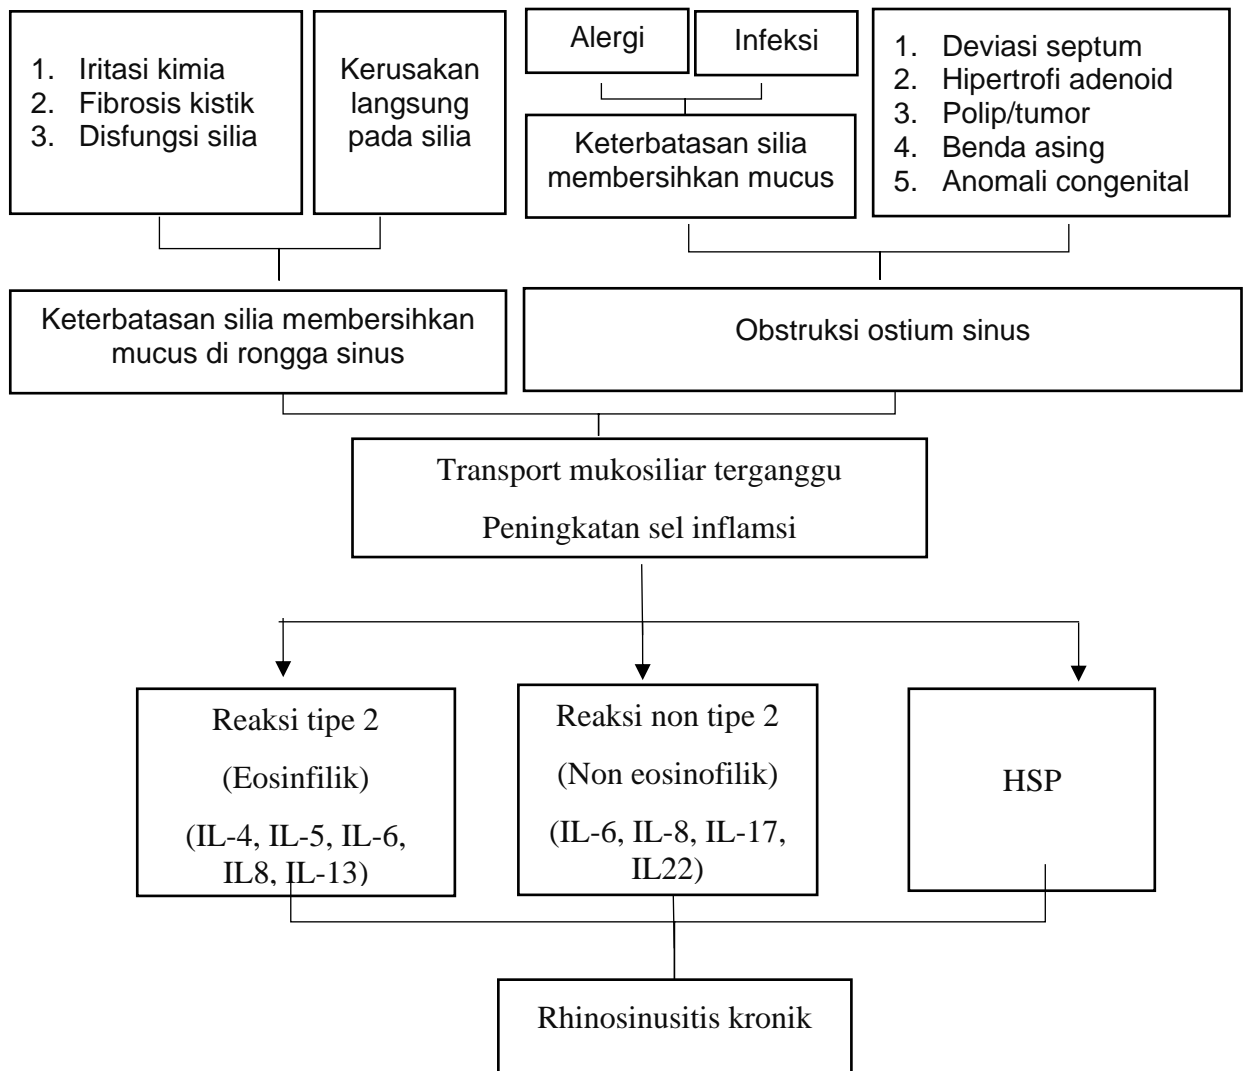 1. Iritasi kimia
2. Fibrosis kistik
3. Disfungsi silia
Kerusakan
langsung
pada silia
Alergi
Infeksi
Keterbatasan silia
membersihkan mucus
1. Deviasi septum
2. Hipertrofi adenoid
3. Polip/tumor
4. Benda asing
5. Anomali congenital
Keterbatasan silia membersihkan
mucus di rongga sinus
Obstruksi ostium sinus
Transport mukosiliar terganggu
Peningkatan sel inflamsi
Reaksi tipe 2
(Eosinfilik)
(IL-4, IL-5, IL-6,
IL8, IL-13)
Reaksi non tipe 2
(Non eosinofilik)
(IL-6, IL-8, IL-17,
IL22)
HSP
Rhinosinusitis kronik